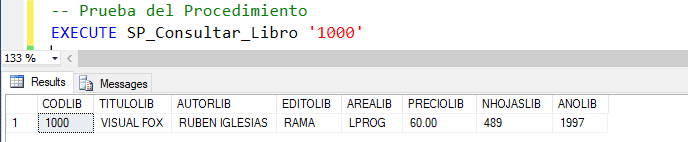 -- Prueba del Procedimiento
EXECUTE SP_Consultar_Libro '1000'
133 %
Results Messages
CODLIB TITULOLIB AUTORLIB EDITOLIB AREALIB PRECIOLIB NHOJASLIB ANOLIB
1 1000 VISUAL FOX RUBEN IGLESIAS RAMA LPROG 60.00 489 1997